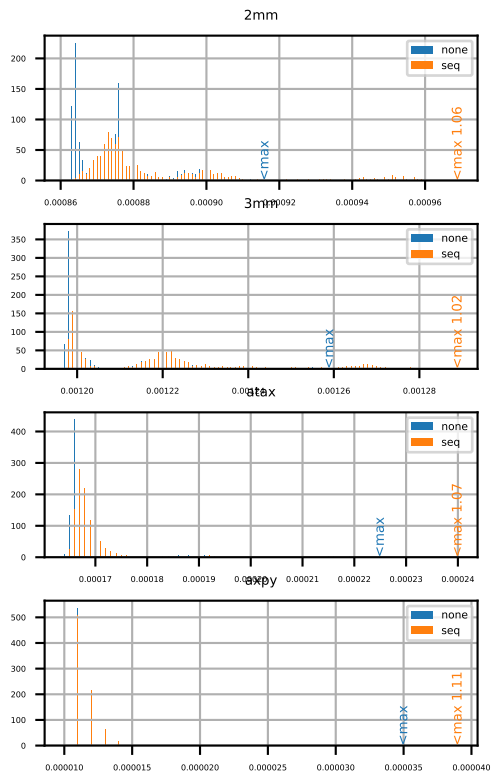 2mm
200
150
100
50
0
none
seq
<max
<max 1.06
0.00086 0.00088 0.00090 0.00092 0.00094 0.00096
3mm
350
300
250
200
150
100
50
0
none
seq
<max
<max 1.02
0.00120 0.00122 0.00126 0.00128
atax
400
300
200
100
0
none
seq
<max
<max 1.07
0.00017 0.00018 0.00019 0.00020 0.00021 0.00022 0.00023 0.00024
axpy
500
400
300
200
100
0
none
seq
<max
<max 1.11
0.000010 0.000015 0.000020 0.000025 0.000030 0.000035 0.000040